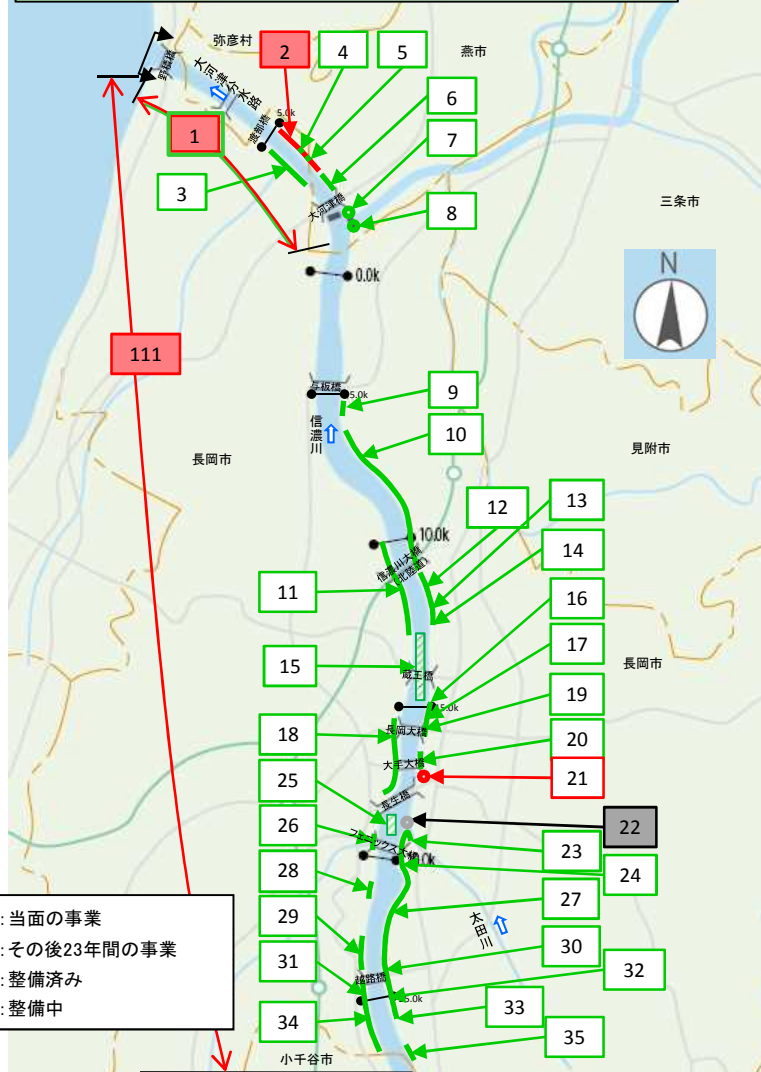 弥彦村
2
4
5
燕市
野積橋
大河津分水路
6
5.0k
渡部橋
7
1
3
大河津橋
8
三条市
N
0.0k
111
与板橋
5.0k
9
信濃川
10
長岡市
見附市
12
13
10.0k
信濃川大橋
(北陸道)
14
11
16
17
15
蔵王橋
長岡市
5.0k
19
18
長岡大橋
20
大手大橋
25
21
長生橋
22
26
フェニックス大橋
23
0.0k
24
28
27
太田川
29
30
31
越路橋
32
25.0k
33
34
35
小千谷市
:当面の事業
:その後23年間の事業
:整備済み
:整備中